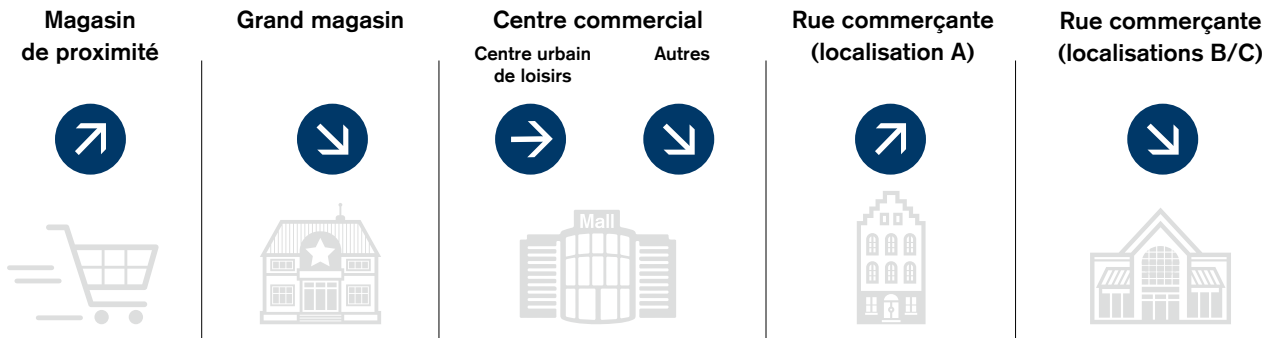 Magasin
de proximité
Grand magasin
Centre commercial
Centre urbain
de loisirs
Autres
Rue commerçante
(localisation A)
Rue commerçante
(localisations B/C)
Mall